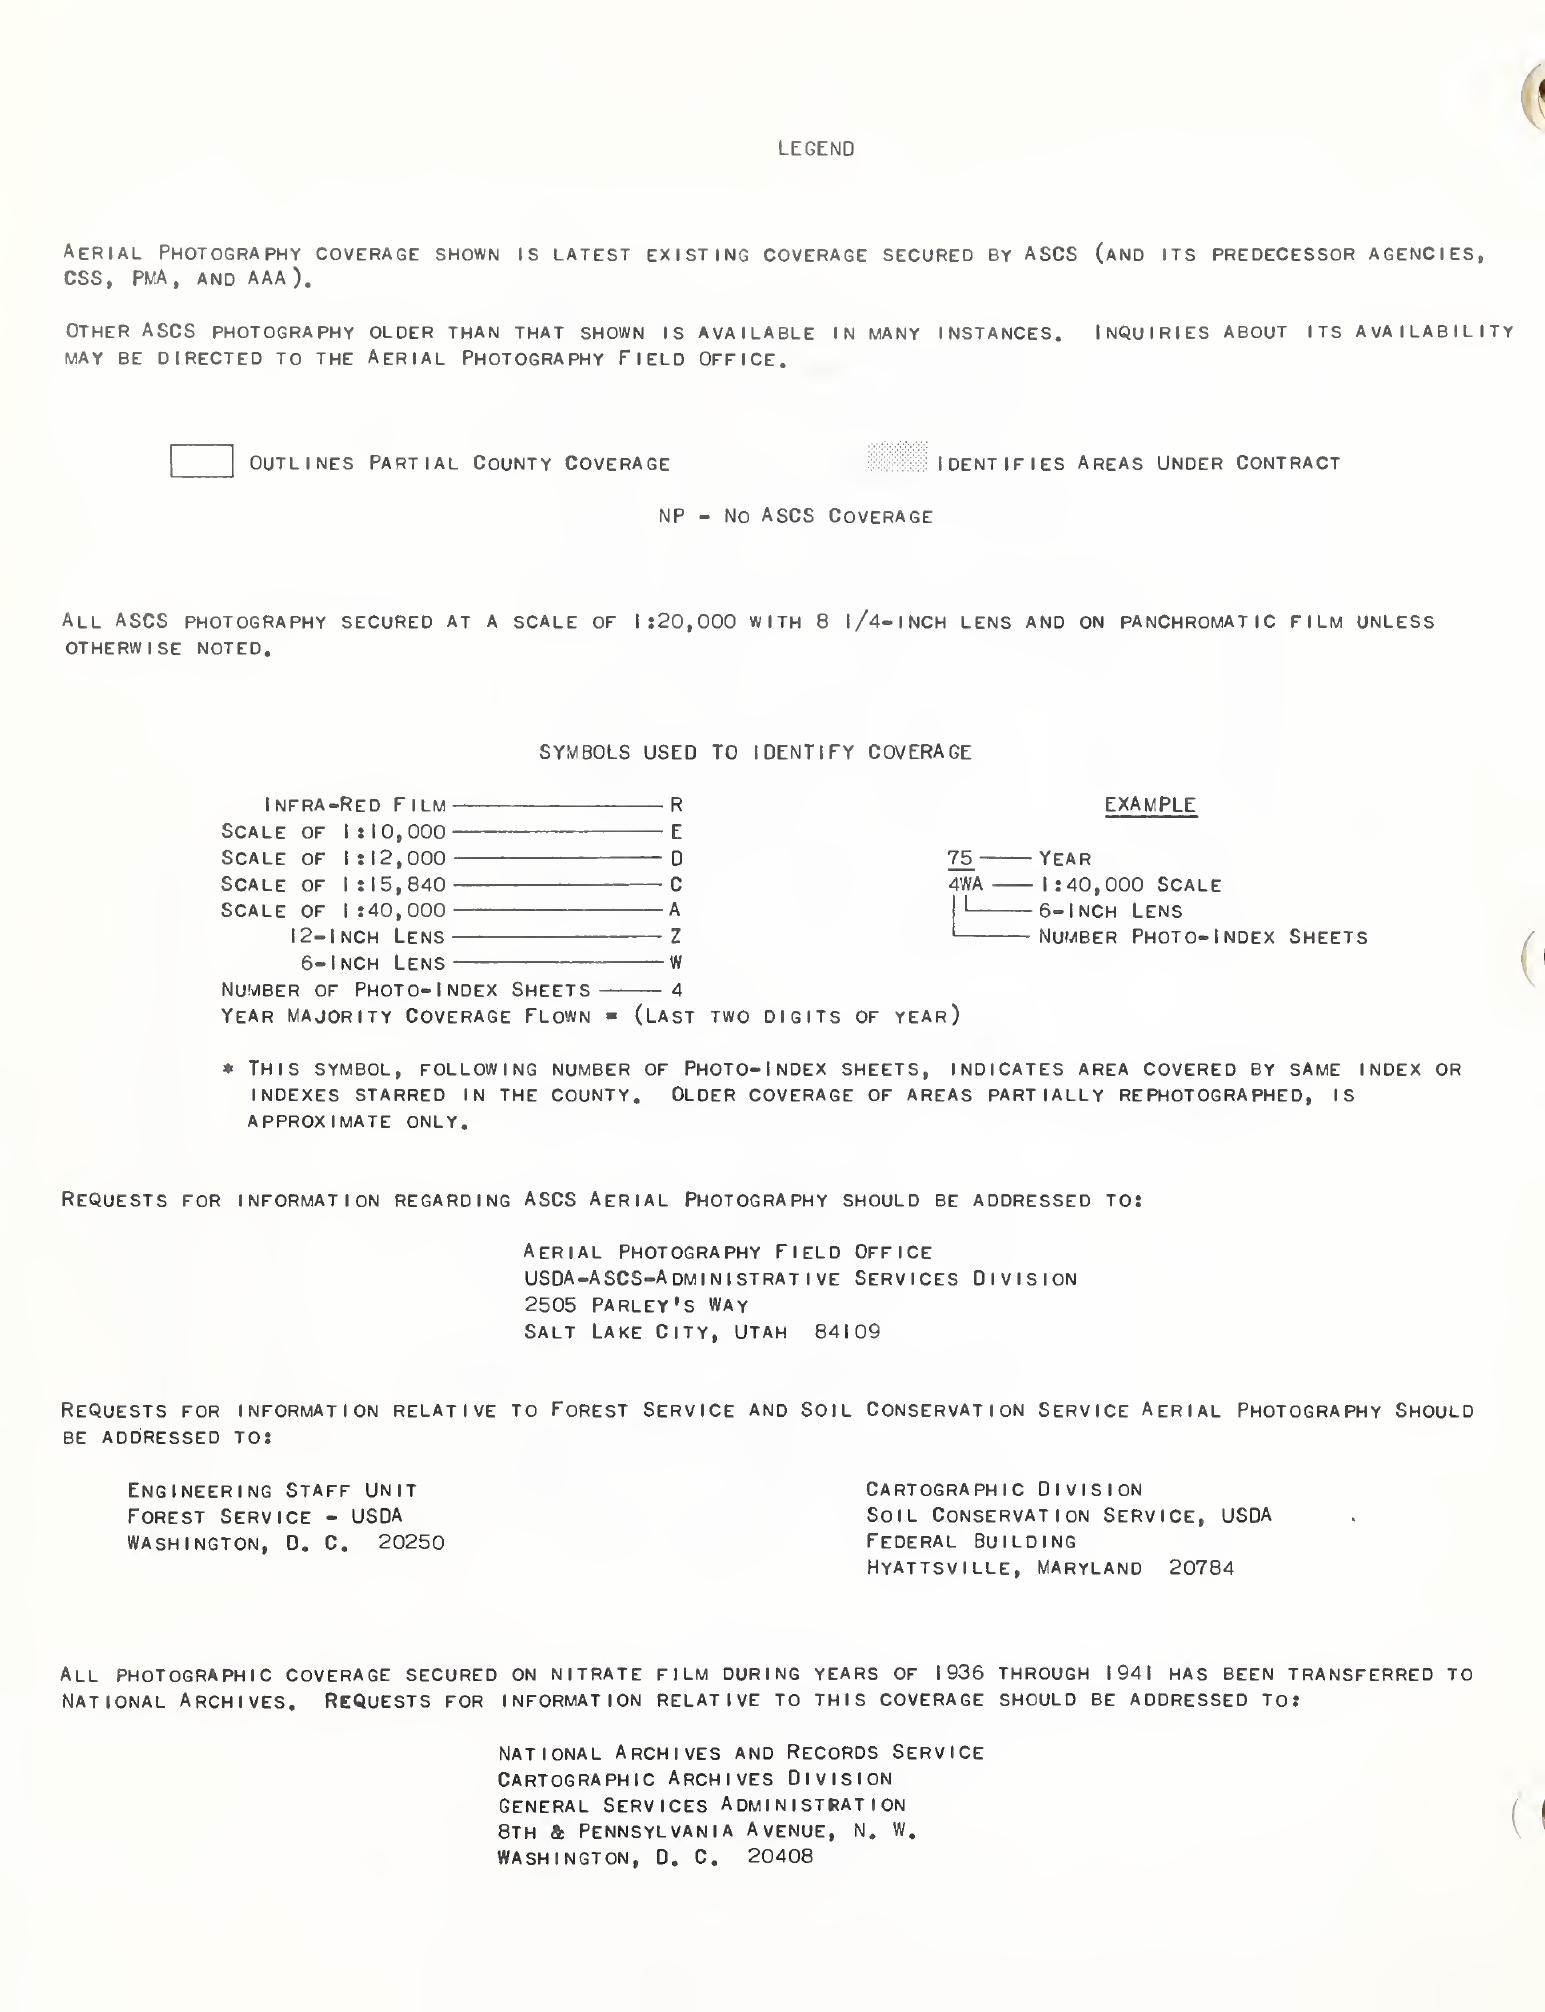 LEGEND
AERIAL PHOTOGRAPHY COVERAGE SHOWN IS LATEST EXISTING COVERAGE SECURED BY ASCS (AND ITS PREDECESSOR AGENCIES,
CSS, PMA, AND AAA).
OTHER ASCS PHOTOGRAPHY OLDER THAN THAT SHOWN IS AVAILABLE IN MANY INSTANCES. INQUIRIES ABOUT ITS AVAILABILITY
MAY BE DIRECTED TO THE AERIAL PHOTOGRAPHY FIELD OFFICE.
OUTLINES PARTIAL COUNTY COVERAGE
IDENTIFIES AREAS UNDER CONTRACT
NP - NO ASCS COVERAGE
ALL ASCS PHOTOGRAPHY SECURED AT A SCALE OF 1:20,000 WITH 8 1/4-INCH LENS AND ON PANCHROMATIC FILM UNLESS
OTHERWISE NOTED.
SYMBOLS USED TO IDENTIFY COVERAGE
INFRA-RED FILM R
SCALE OF 1:10,000 E
SCALE OF 1:12,000 D
SCALE OF 1:15,840 C
SCALE OF 1:40,000 A
12-INCH LENS Z
6-INCH LENS W
NUMBER OF PHOTO-INDEX SHEETS 4
YEAR MAJORITY COVERAGE FLOWN = (LAST TWO DIGITS OF YEAR)
EXAMPLE
75 YEAR
4WA 1:40,000 SCALE
6-INCH LENS
NUMBER PHOTO-INDEX SHEETS
* THIS SYMBOL, FOLLOWING NUMBER OF PHOTO-INDEX SHEETS, INDICATES AREA COVERED BY SAME INDEX OR
INDEXES STARRED IN THE COUNTY. OLDER COVERAGE OF AREAS PARTIALLY REPHOTOGRAPHED, IS
APPROXIMATE ONLY.
REQUESTS FOR INFORMATION REGARDING ASCS AERIAL PHOTOGRAPHY SHOULD BE ADDRESSED TO:
AERIAL PHOTOGRAPHY FIELD OFFICE
USDA-ASCS-ADMINISTRATIVE SERVICES DIVISION
2505 PARLEY'S WAY
SALT LAKE CITY, UTAH 84109
REQUESTS FOR INFORMATION RELATIVE TO FOREST SERVICE AND SOIL CONSERVATION SERVICE AERIAL PHOTOGRAPHY SHOULD
BE ADDRESSED TO:
ENGINEERING STAFF UNIT
FOREST SERVICE - USDA
WASHINGTON, D. C. 20250
CARTOGRAPHIC DIVISION
SOIL CONSERVATION SERVICE, USDA
FEDERAL BUILDING
HYATTSVILLE, MARYLAND 20784
ALL PHOTOGRAPHIC COVERAGE SECURED ON NITRATE FILM DURING YEARS OF 1936 THROUGH 1941 HAS BEEN TRANSFERRED TO
NATIONAL ARCHIVES. REQUESTS FOR INFORMATION RELATIVE TO THIS COVERAGE SHOULD BE ADDRESSED TO:
NATIONAL ARCHIVES AND RECORDS SERVICE
CARTOGRAPHIC ARCHIVES DIVISION
GENERAL SERVICES ADMINISTRATION
8TH & PENNSYLVANIA AVENUE, N. W.
WASHINGTON, D. C. 20408